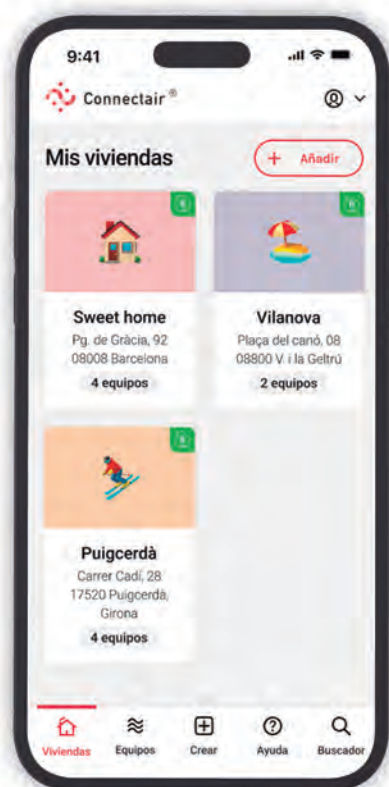 9:41
Connectair®
Mis viviendas
+ Añadir
Sweet home
Pg. de Gràcia, 92
08008 Barcelona
4 equipos
Vilanova
Plaça del canó, 08
08800 V. i la Geltrú
2 equipos
Puigcerdà
Carrer Cadí, 28
17520 Puigcerdà,
Girona
4 equipos
Viviendas
Equipos
Crear
Ayuda
Buscador